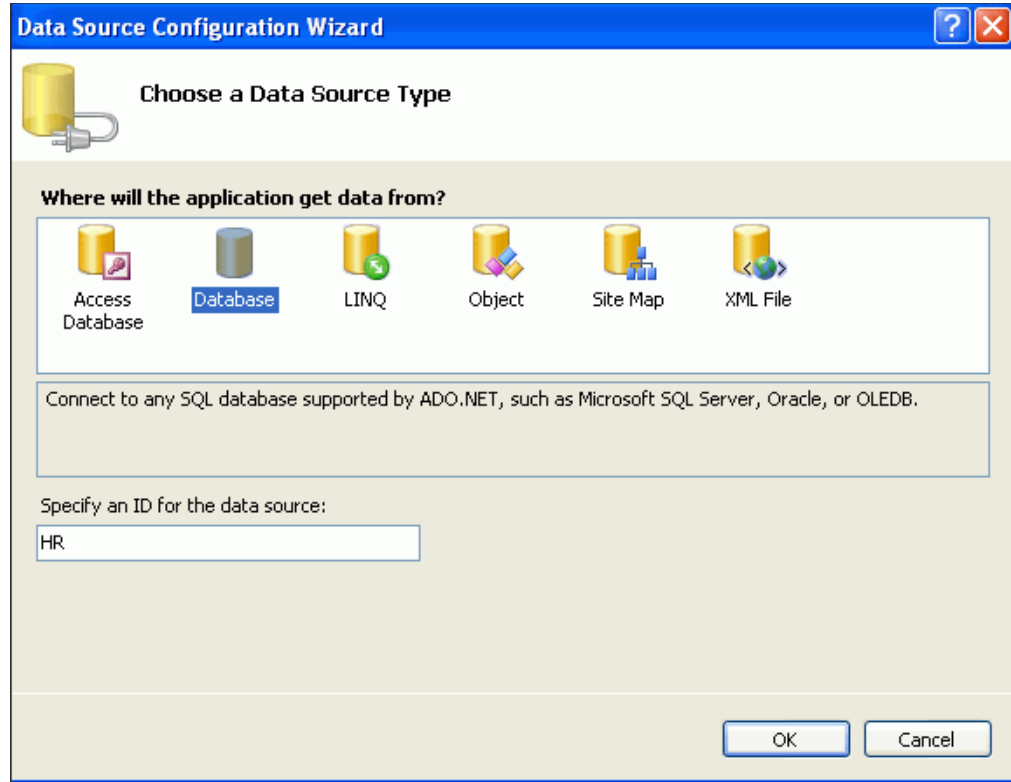 Data Source Configuration Wizard
Choose a Data Source Type
Where will the application get data from?
Access Database
Database
LINQ
Object
Site Map
XML File
Connect to any SQL database supported by ADO.NET, such as Microsoft SQL Server, Oracle, or OLEDB.
Specify an ID for the data source:
HR
OK
Cancel